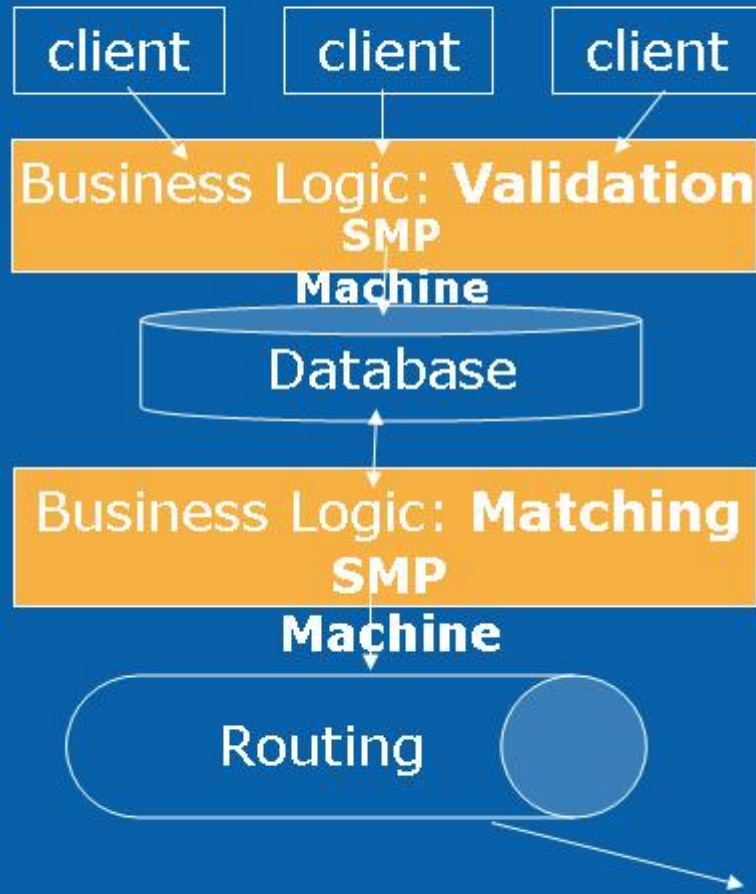 client client client
Business Logic: Validation
SMP
Machine
Database
Business Logic: Matching
SMP
Machine
Routing